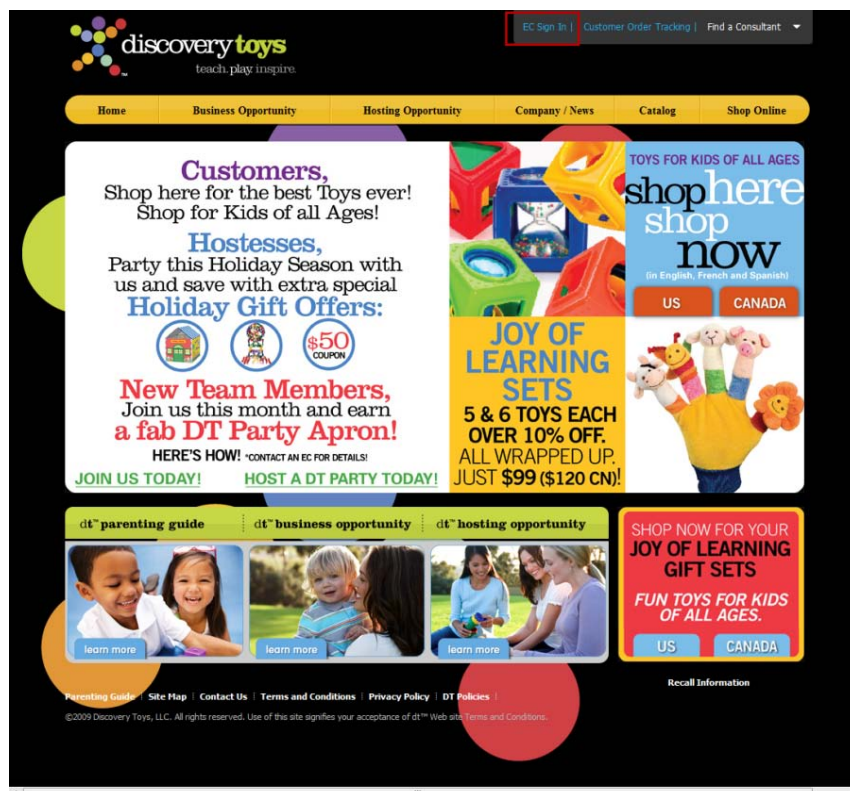 EC Sign In | Customer Order Tracking | Find a Consultant
discovery toys
teach. play. inspire.
™
Home Business Opportunity Hosting Opportunity Company / News Catalog Shop Online
Customers,
Shop here for the best Toys ever!
Shop for Kids of all Ages!
Hostesses,
Party this Holiday Season with
us and save with extra special
Holiday Gift Offers:
$50
COUPON
New Team Members,
Join us this month and earn
a fab DT Party Apron!
HERE'S HOW! *CONTACT AN EC FOR DETAILS!
JOIN US TODAY! HOST A DT PARTY TODAY!
JOY OF
LEARNING
SETS
5 & 6 TOYS EACH
OVER 10% OFF.
ALL WRAPPED UP.
JUST $99 ($120 CN)!
TOYS FOR KIDS OF ALL AGES
shop here
shop
now
(in English, French and Spanish)
US CANADA
dt™ parenting guide dt™ business opportunity dt™ hosting opportunity
learn more learn more learn more
SHOP NOW FOR YOUR
JOY OF LEARNING
GIFT SETS
FUN TOYS FOR KIDS
OF ALL AGES.
US CANADA
Recall Information
Parenting Guide | Site Map | Contact Us | Terms and Conditions | Privacy Policy | DT Policies |
©2009 Discovery Toys, LLC. All rights reserved. Use of this site signifies your acceptance of dt™ Web site Terms and Conditions.